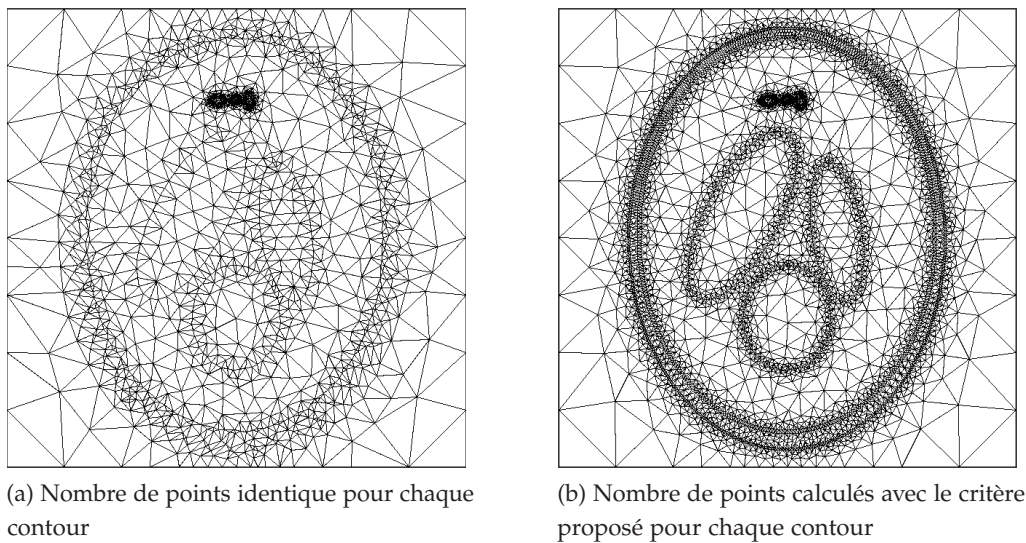 (a) Nombre de points identique pour chaque
contour
(b) Nombre de points calculés avec le critère
proposé pour chaque contour